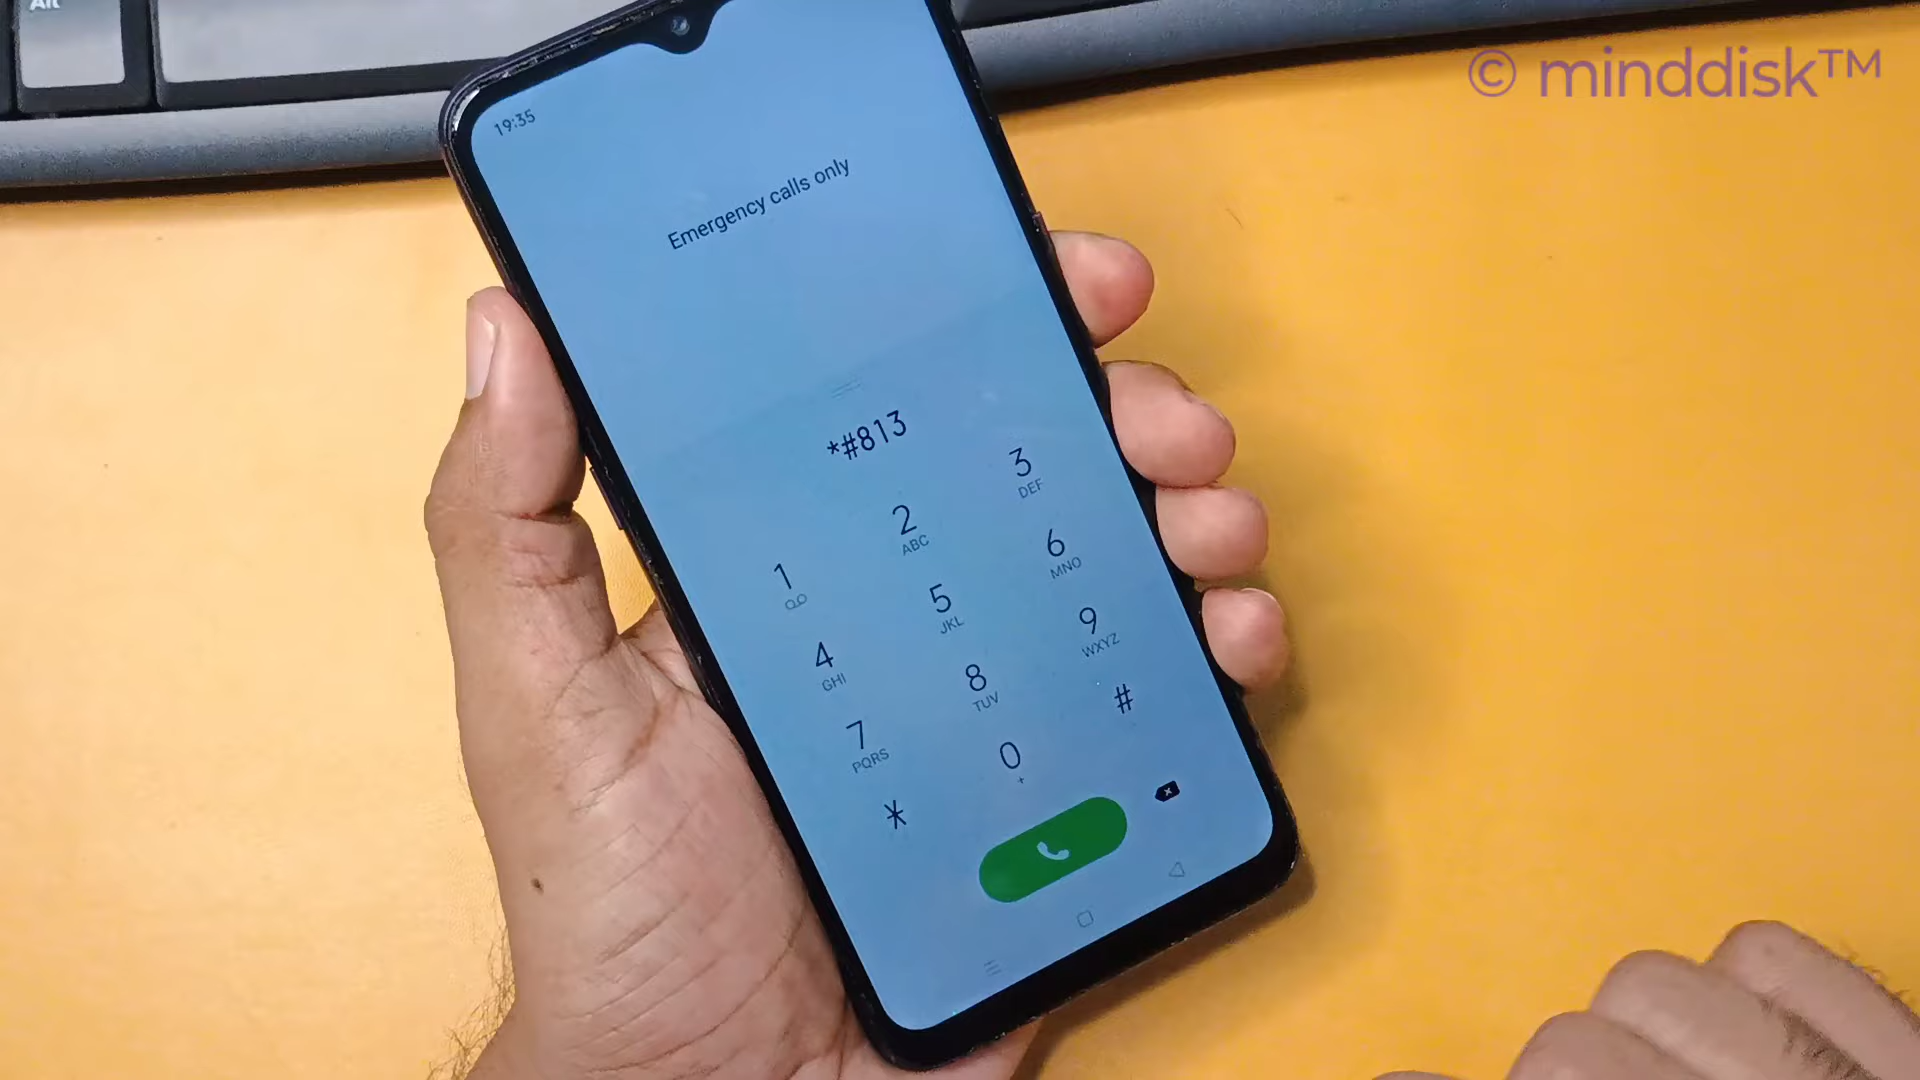 Alt
© minddisk™
19:35
Emergency calls only
*#813
1
2
ABC
3
DEF
4
GHI
5
JKL
6
MNO
7
PQRS
8
TUV
9
WXYZ
*
0
+
#